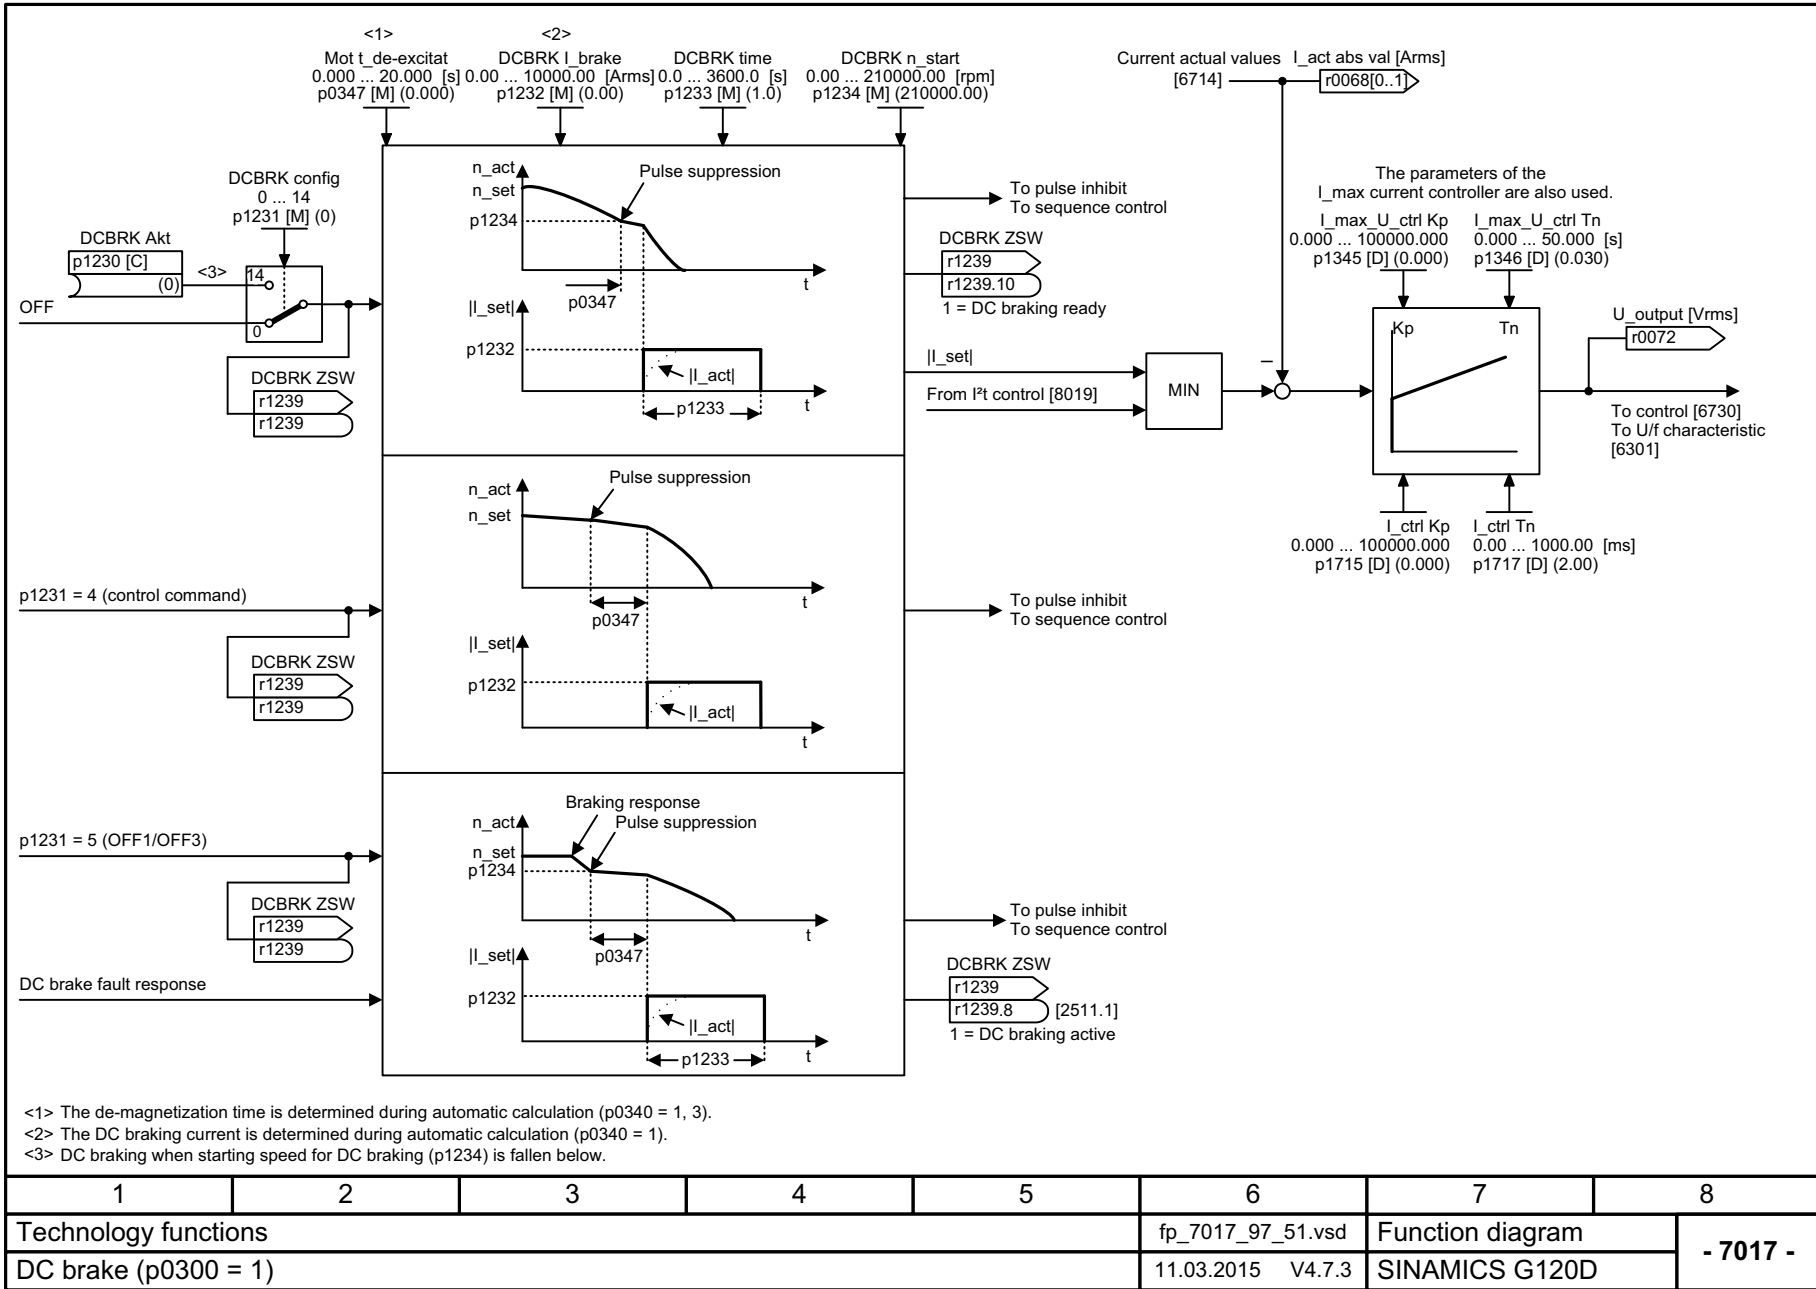 <1>
Mot t_de-excitat
0.000 ... 20.000 [s]
p0347 [M] (0.000)
<2>
DCBRK I_brake
0.00 ... 10000.00 [Arms]
p1232 [M] (0.00)
DCBRK time
0.0 ... 3600.0 [s]
p1233 [M] (1.0)
DCBRK n_start
0.00 ... 210000.00 [rpm]
p1234 [M] (210000.00)
Current actual values
[6714]
I_act abs val [Arms]
r0068[0..1]
DCBRK config
0 ... 14
p1231 [M] (0)
DCBRK Akt
p1230 [C]
(0)
<3>
14
0
OFF
DCBRK ZSW
r1239
r1239
n_act
n_set
p1234
Pulse suppression
p0347
t
|I_set|
p1232
|I_act|
p1233
t
To pulse inhibit
To sequence control
DCBRK ZSW
r1239
r1239.10
1 = DC braking ready
|I_set|
From I²t control [8019]
MIN
–
The parameters of the
I_max current controller are also used.
I_max_U_ctrl Kp
0.000 ... 100000.000
p1345 [D] (0.000)
I_max_U_ctrl Tn
0.000 ... 50.000 [s]
p1346 [D] (0.030)
Kp
Tn
U_output [Vrms]
r0072
To control [6730]
To U/f characteristic
[6301]
I_ctrl Kp
0.000 ... 100000.000
p1715 [D] (0.000)
I_ctrl Tn
0.00 ... 1000.00 [ms]
p1717 [D] (2.00)
p1231 = 4 (control command)
DCBRK ZSW
r1239
r1239
n_act
n_set
Pulse suppression
p0347
t
|I_set|
p1232
|I_act|
t
To pulse inhibit
To sequence control
p1231 = 5 (OFF1/OFF3)
DCBRK ZSW
r1239
r1239
DC brake fault response
Braking response
Pulse suppression
n_act
n_set
p1234
p0347
t
|I_set|
p1232
|I_act|
p1233
t
To pulse inhibit
To sequence control
DCBRK ZSW
r1239
r1239.8
[2511.1]
1 = DC braking active
<1> The de-magnetization time is determined during automatic calculation (p0340 = 1, 3).
<2> The DC braking current is determined during automatic calculation (p0340 = 1).
<3> DC braking when starting speed for DC braking (p1234) is fallen below.
1 2 3 4 5 6 7 8
Technology functions
fp_7017_97_51.vsd
Function diagram
- 7017 -
DC brake (p0300 = 1)
11.03.2015 V4.7.3
SINAMICS G120D